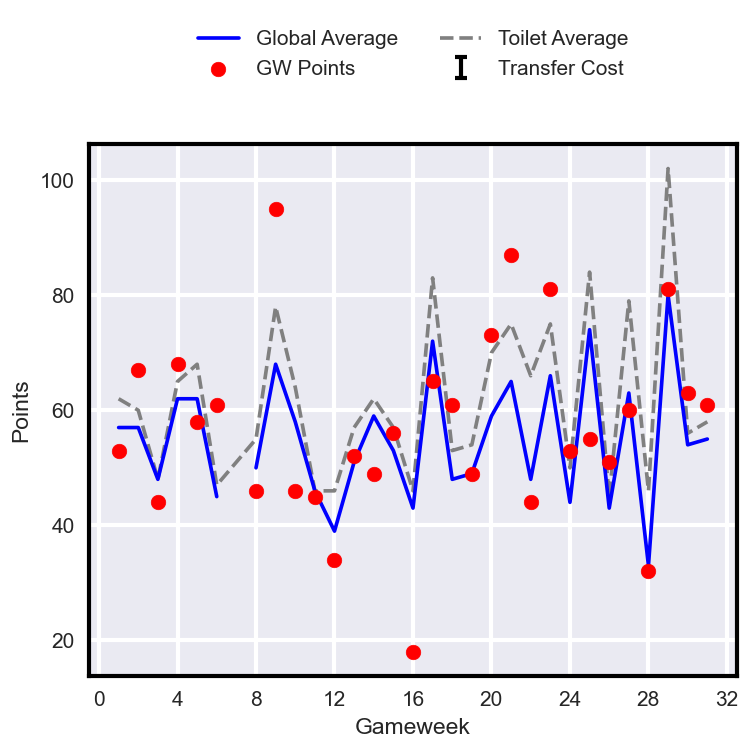 Global Average
Toilet Average
GW Points
Transfer Cost
100
80
60
40
20
Points
0 4 8 12 16 20 24 28 32
Gameweek